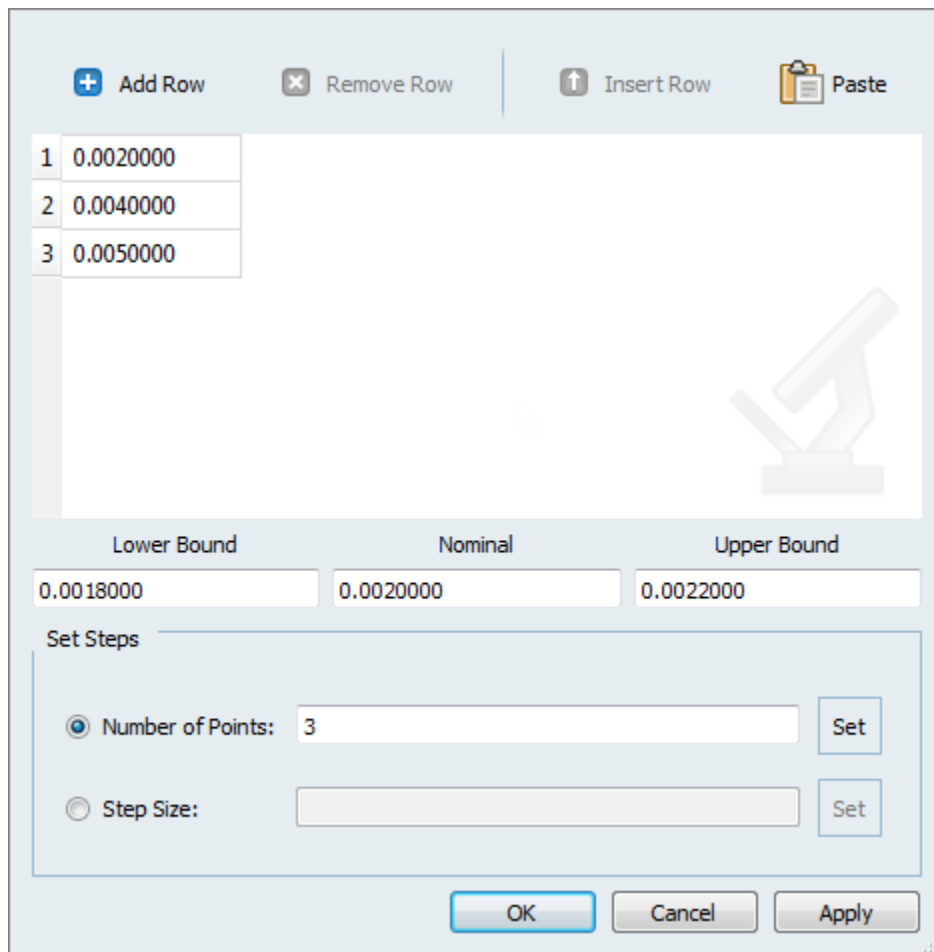 Add Row Remove Row Insert Row Paste
1 0.0020000
2 0.0040000
3 0.0050000
Lower Bound Nominal Upper Bound
0.0018000 0.0020000 0.0022000
Set Steps
Number of Points: 3 Set
Step Size: Set
OK Cancel Apply